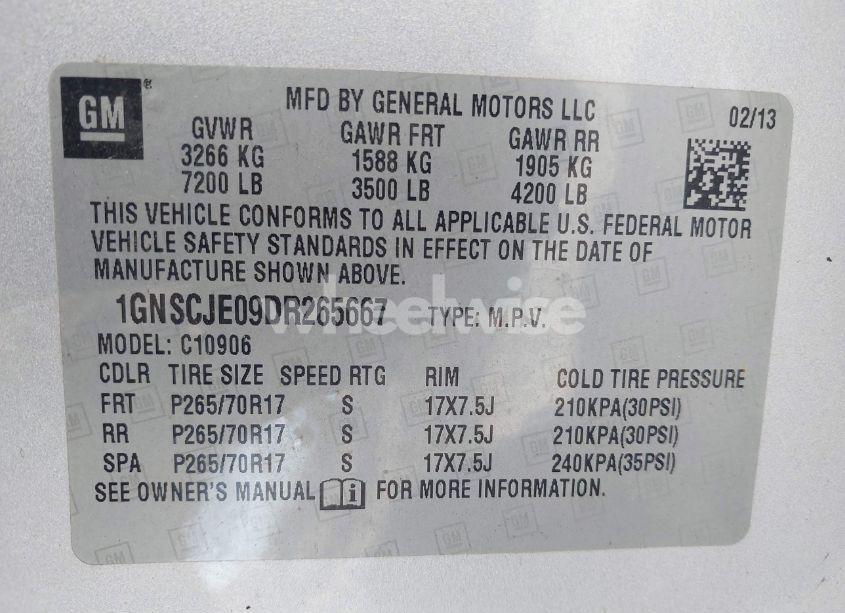 GM ®
MFD BY GENERAL MOTORS LLC 02/13
GVWR GAWR FRT GAWR RR
3266 KG 1588 KG 1905 KG
7200 LB 3500 LB 4200 LB
THIS VEHICLE CONFORMS TO ALL APPLICABLE U.S. FEDERAL MOTOR
VEHICLE SAFETY STANDARDS IN EFFECT ON THE DATE OF
MANUFACTURE SHOWN ABOVE.
1GNSCJE09DR265667 TYPE: M.P.V.
wheelwise
MODEL: C10906
CDLR TIRE SIZE SPEED RTG RIM COLD TIRE PRESSURE
FRT P265/70R17 S 17X7.5J 210KPA(30PSI)
RR P265/70R17 S 17X7.5J 210KPA(30PSI)
SPA P265/70R17 S 17X7.5J 240KPA(35PSI)
SEE OWNER'S MANUAL i FOR MORE INFORMATION.